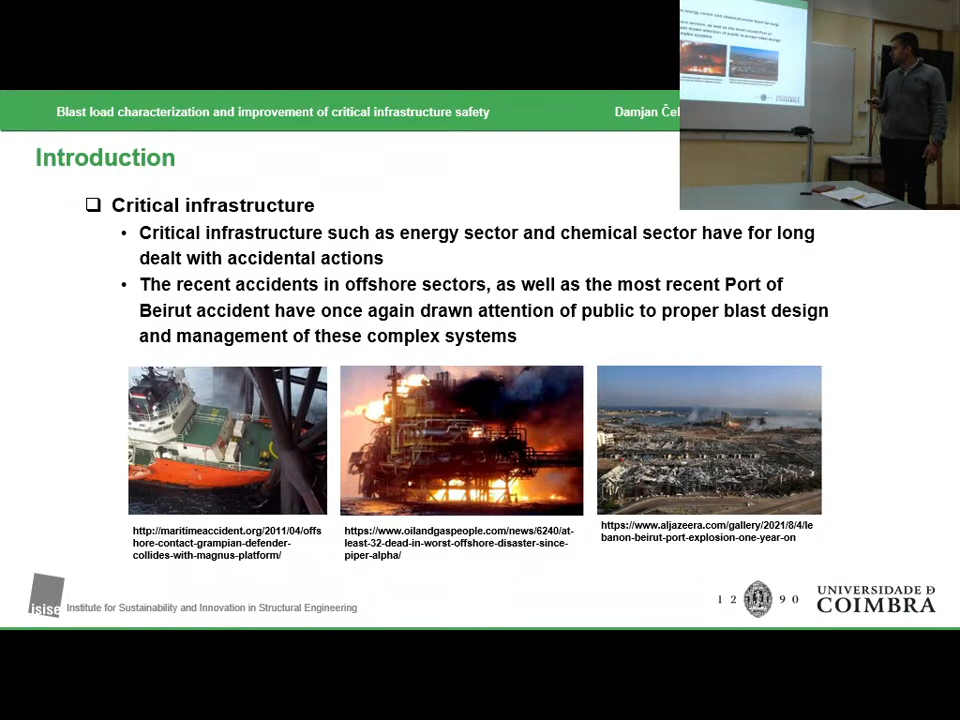 Blast load characterization and improvement of critical infrastructure safety
Damjan
Introduction
Critical infrastructure
• Critical infrastructure such as energy sector and chemical sector have for long
dealt with accidental actions
• The recent accidents in offshore sectors, as well as the most recent Port of
Beirut accident have once again drawn attention of public to proper blast design
and management of these complex systems
http://maritimeaccident.org/2011/04/offs
hore-contact-grampian-defender-
collides-with-magnus-platform/
https://www.oilandgaspeople.com/news/6240/at-
least-32-dead-in-worst-offshore-disaster-since-
piper-alpha/
https://www.aljazeera.com/gallery/2021/8/4/le
banon-beirut-port-explosion-one-year-on
isise
Institute for Sustainability and Innovation in Structural Engineering
12 90
UNIVERSIDADE D
COIMBRA